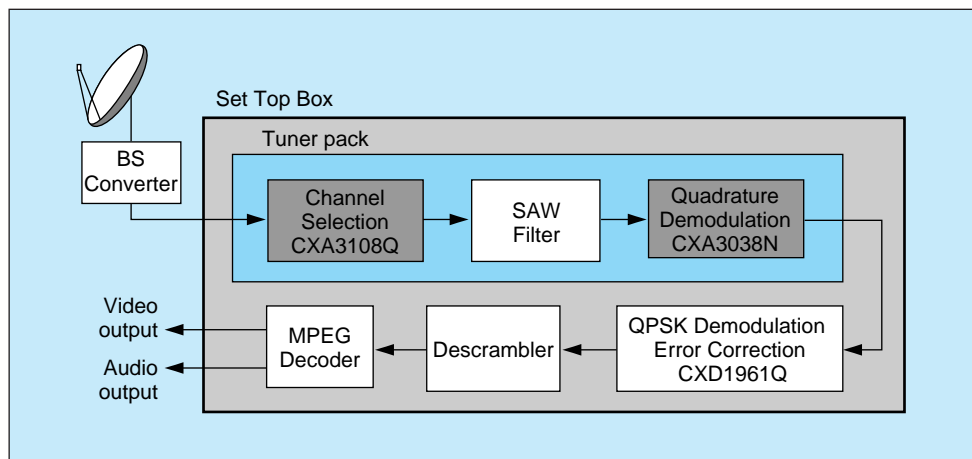 Set Top Box
Tuner pack
BS
Converter
Channel
Selection
CXA3108Q
SAW
Filter
Quadrature
Demodulation
CXA3038N
Video
output
Audio
output
MPEG
Decoder
Descrambler
QPSK Demodulation
Error Correction
CXD1961Q